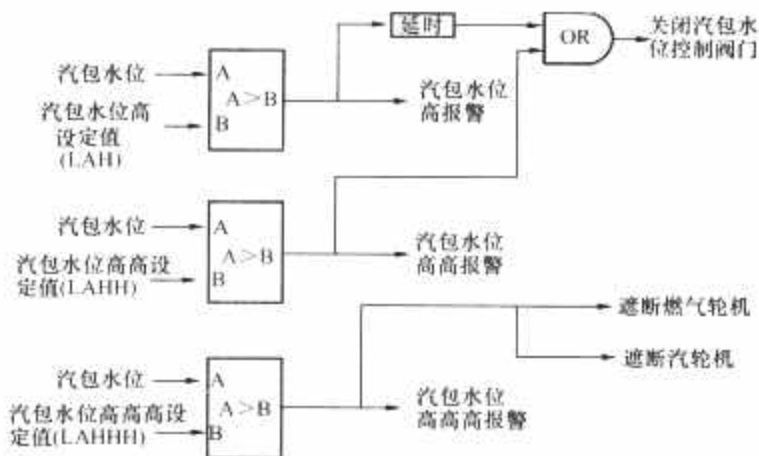 延时
OR
关闭汽包水
位控制阀门
汽包水位
A
A>B
汽包水位高
设定值
(LAH)
B
汽包水位
高报警
汽包水位
A
A>B
汽包水位高高设
定值(LAHH)
B
汽包水位
高高报警
遮断燃气轮机
遮断汽轮机
汽包水位
A
A>B
汽包水位高高高设
定值(LAHHH)
B
汽包水位
高高高报警